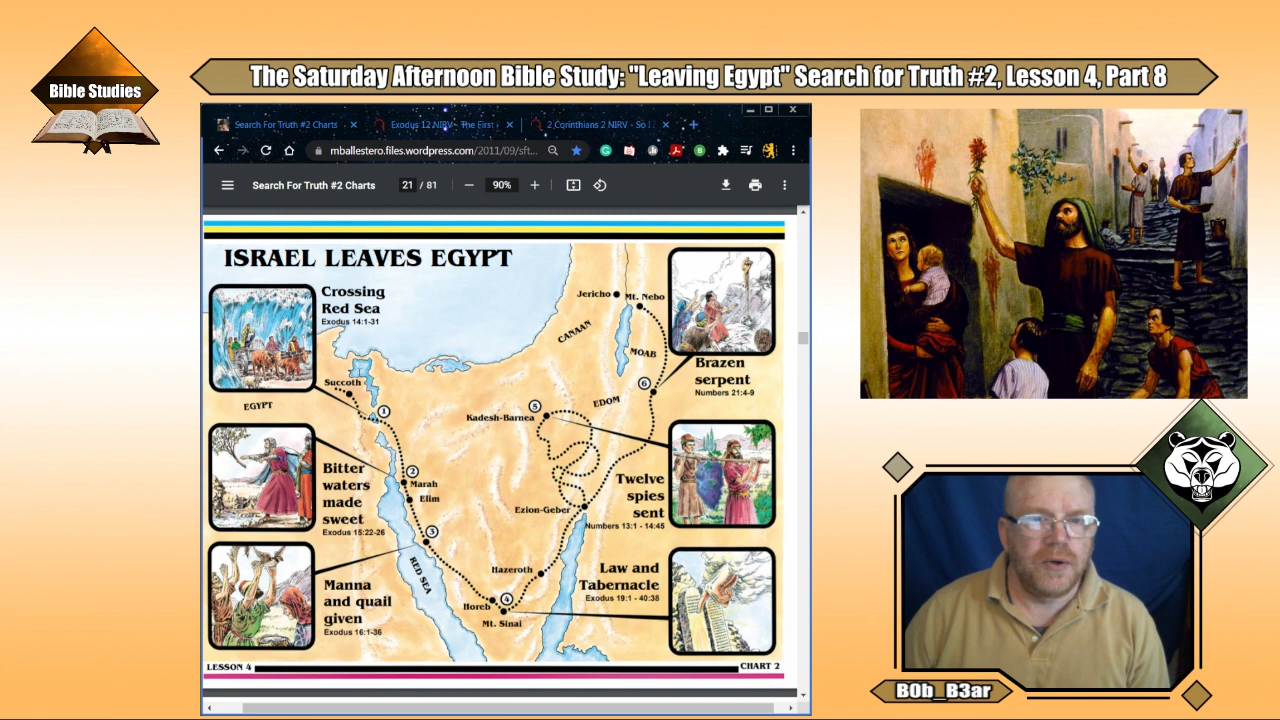 Bible Studies
The Saturday Afternoon Bible Study: "Leaving Egypt" Search for Truth #2, Lesson 4, Part 8
Search For Truth #2 Charts
Exodus 12 NIRV - The First
2 Corinthians 2 NIRV - So I
mballestero.files.wordpress.com/2011/09/sft...
Search For Truth #2 Charts
21 / 81
90%
ISRAEL LEAVES EGYPT
Crossing
Red Sea
Exodus 14:1-31
Jericho
Mt. Nebo
CANAAN
MOAB
Brazen
serpent
Numbers 21:4-9
Succoth
EGYPT
1
6
5
EDOM
Kadesh-Barnea
Bitter
waters
made
sweet
Exodus 15:22-26
2
Marah
Elim
Twelve
spies
sent
Numbers 13:1 - 14:45
Ezion-Geber
3
RED SEA
Manna
and quail
given
Exodus 16:1-36
Hazeroth
Law and
Tabernacle
Exodus 19:1 - 40:38
Horeb
4
Mt. Sinai
LESSON 4
CHART 2
B0b_B3ar